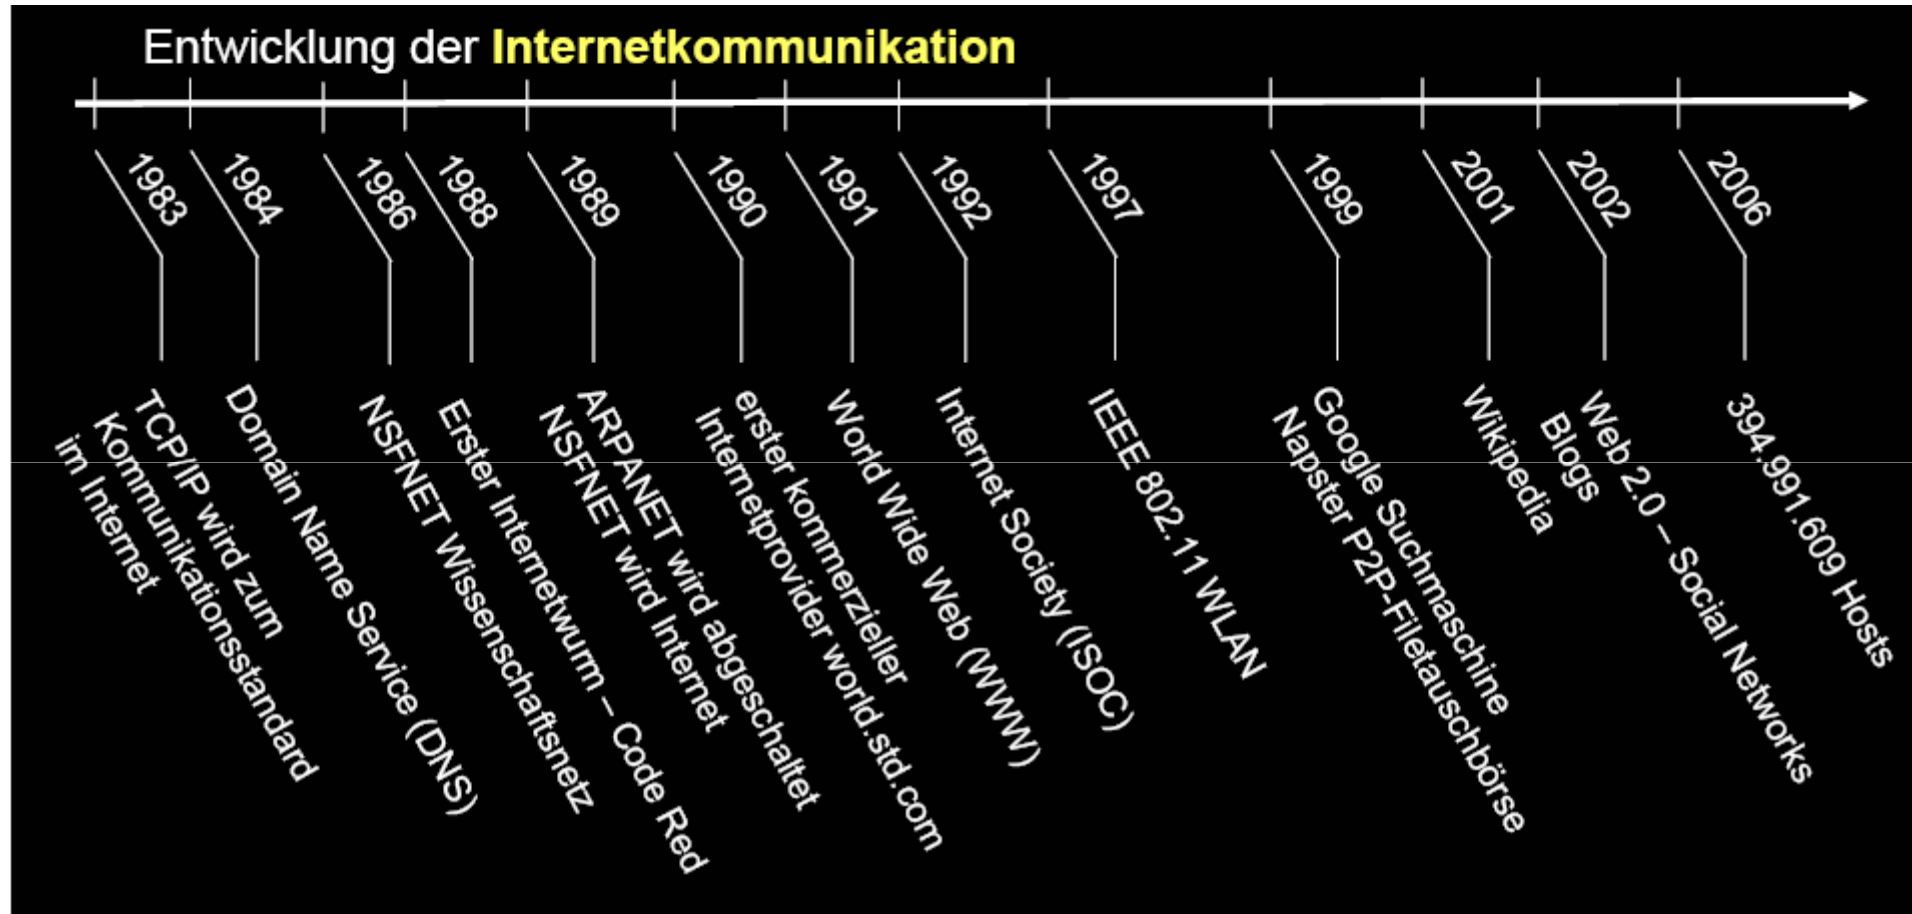 Entwicklung der Internetkommunikation
1983
TCP/IP wird zum
Kommunikationsstandard
im Internet
1984
Domain Name Service (DNS)
1986
NSFNET Wissenschaftsnetz
1988
Erster Internetwurm – Code Red
1989
ARPANET wird abgeschaltet
NSFNET wird Internet
1990
erster kommerzieller
Internetprovider world.std.com
1991
World Wide Web (WWW)
1992
Internet Society (ISOC)
1997
IEEE 802.11 WLAN
1999
Google Suchmaschine
Napster P2P-Filetauschbörse
2001
Wikipedia
2002
Web 2.0 – Social Networks
Blogs
2006
394.991.609 Hosts